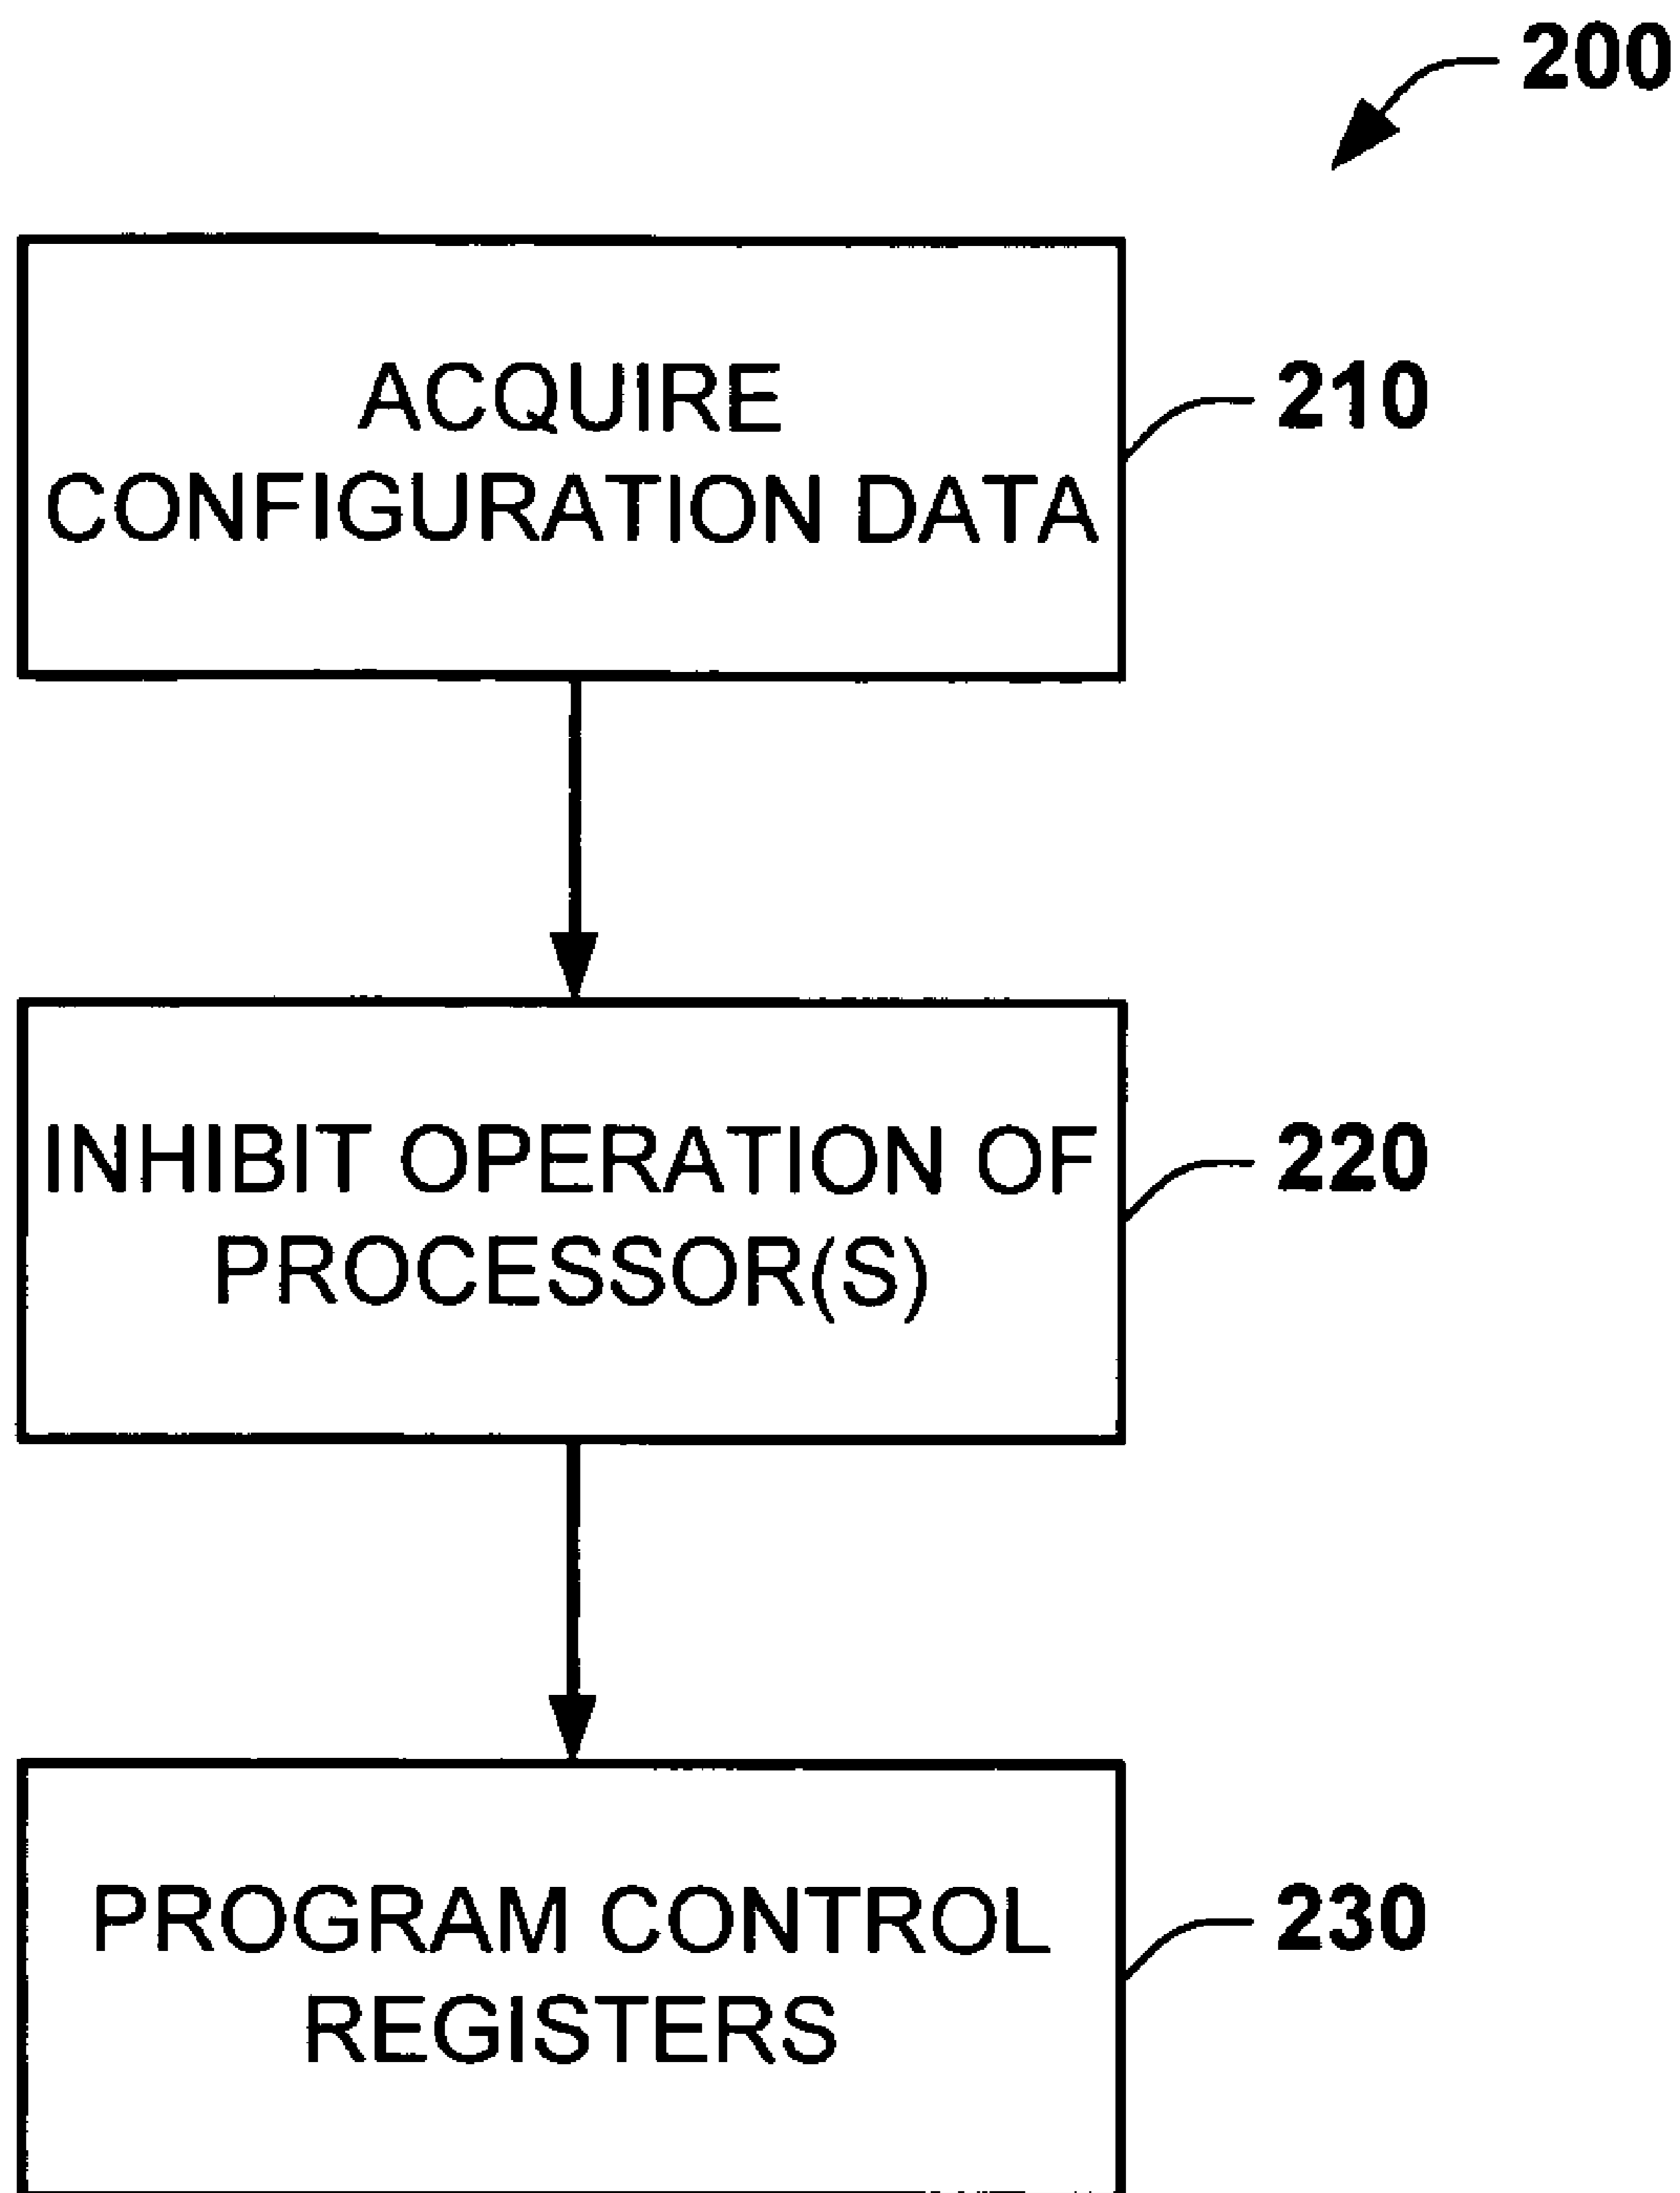 200
ACQUIRE
CONFIGURATION DATA
210
INHIBIT OPERATION OF
PROCESSOR(S)
220
PROGRAM CONTROL
REGISTERS
230